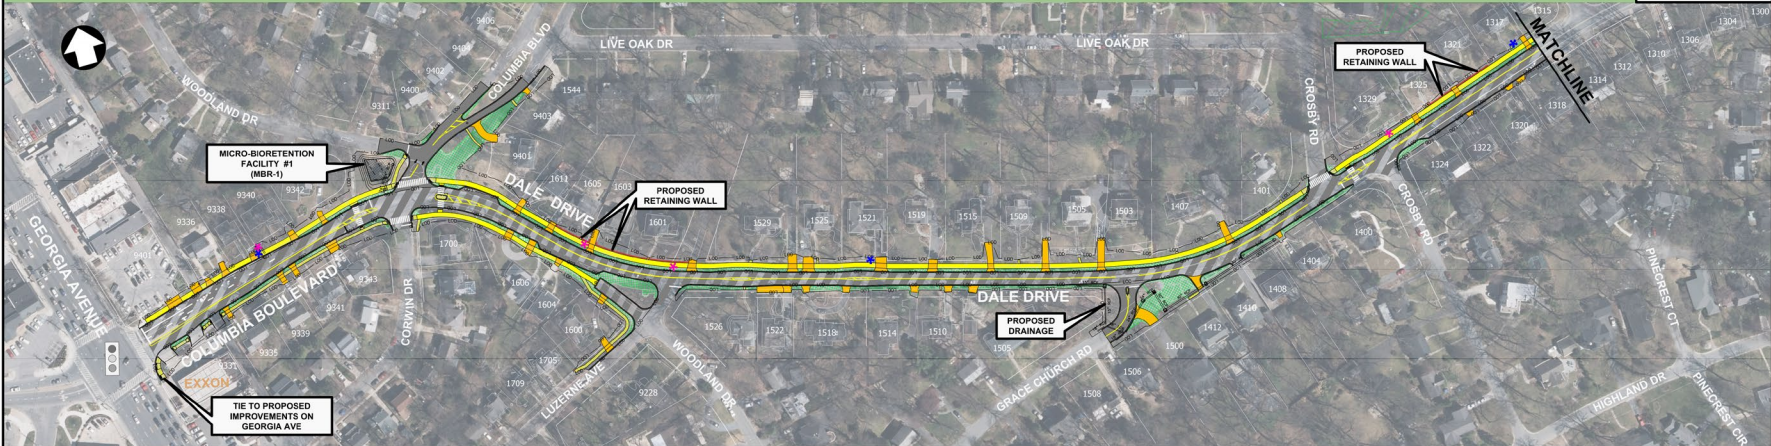 9405
1315
1300
1317
1304
COLUMBIA BLVD
LIVE OAK DR
LIVE OAK DR
MATCHLINE
1306
1321
9404
1310
PROPOSED
RETAINING WALL
9402
1312
WOODLAND DR
9400
1544
1314
1325
9311
1329
1318
9403
CROSBY RD
1320
MICRO-BIORETENTION
FACILITY #1
(MBR-1)
9401
1322
1324
DALE DRIVE
1611
1605
1603
PROPOSED
RETAINING WALL
9342
9340
1401
CROSBY RD
9338
9336
1601
1529
1525
1521
1519
1515
1509
1505
1503
1407
GEORGIA AVENUE
1700
1400
9401
1404
PINECREST CT
9343
1606
1408
COLUMBIA BOULEVARD
DALE DRIVE
9341
CORWIN DR
1604
1410
PROPOSED
DRAINAGE
9339
1600
1526
1522
1518
1514
1510
1412
9335
1505
1500
9331
1705
WOODLAND DR
1506
EXXON
1709
LUZERNE AVE
9228
GRACE CHURCH RD
1508
HIGHLAND DR
PINECREST CIR
TIE TO PROPOSED
IMPROVEMENTS ON
GEORGIA AVE